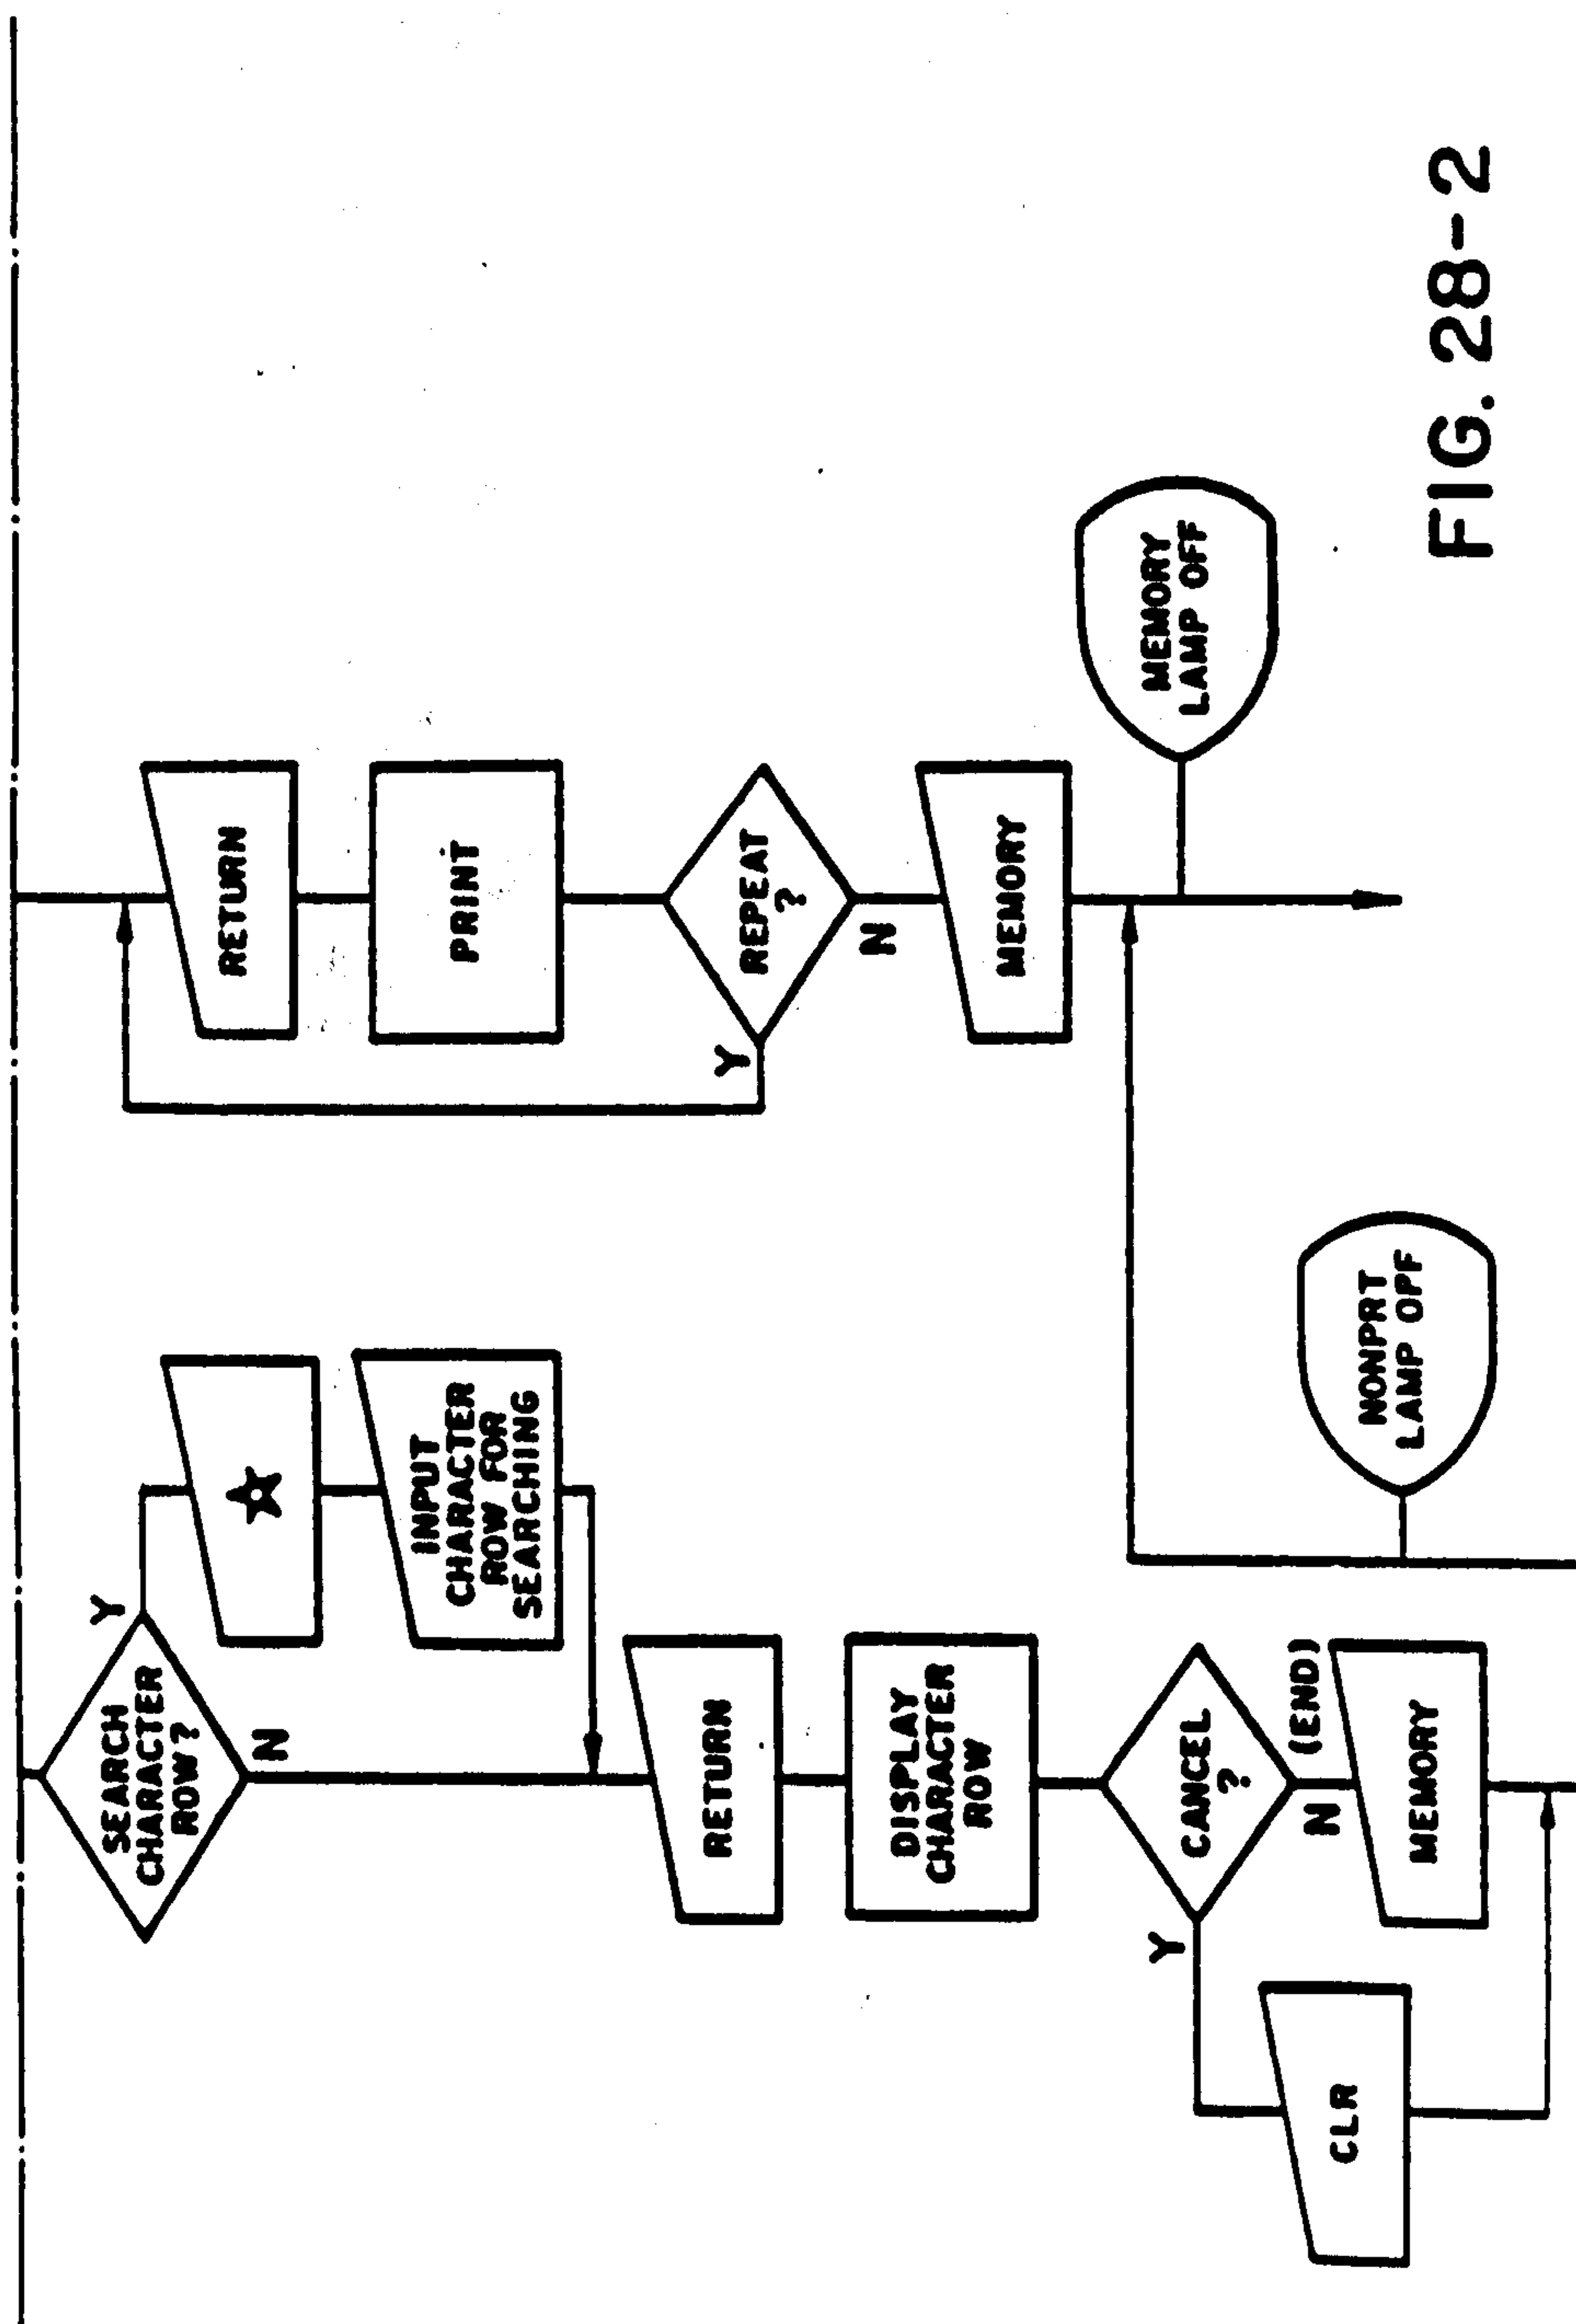 SEARCH
CHARACTER
ROW?
Y
N
☆
INPUT
CHARACTER
ROW FOR
SEARCHING
RETURN
DISPLAY
CHARACTER
ROW
CANCEL
?
Y
N
(END)
CLR
MEMORY
NONPRT
LAMP OFF
RETURN
PRINT
REPEAT
?
Y
N
MEMORY
MEMORY
LAMP OFF
FIG. 28-2